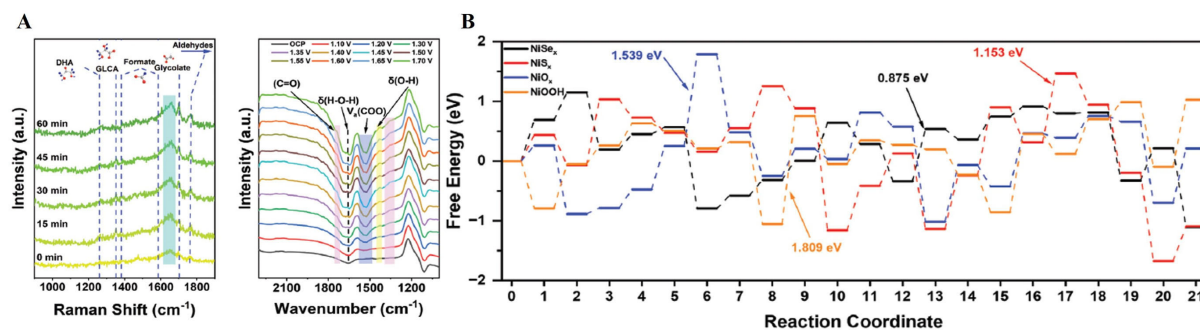 A
DHA
GLCA
Formate
Glycolate
Aldehydes
60 min
45 min
30 min
15 min
0 min
Intensity (a.u.)
1000 1200 1400 1600 1800
Raman Shift (cm⁻¹)
OCP 1.10 V 1.20 V 1.30 V
1.35 V 1.40 V 1.45 V 1.50 V
1.55 V 1.60 V 1.65 V 1.70 V
(C=O)
δ(H-O-H)
Vₐ(COO)
δ(O-H)
Intensity (a.u.)
2100 1800 1500 1200
Wavenumber (cm⁻¹)
B
NiSeₓ
NiSₓ
NiOₓ
NiOOH
1.539 eV
0.875 eV
1.153 eV
1.809 eV
Free Energy (eV)
2
1
0
−1
−2
0 1 2 3 4 5 6 7 8 9 10 11 12 13 14 15 16 17 18 19 20 21
Reaction Coordinate